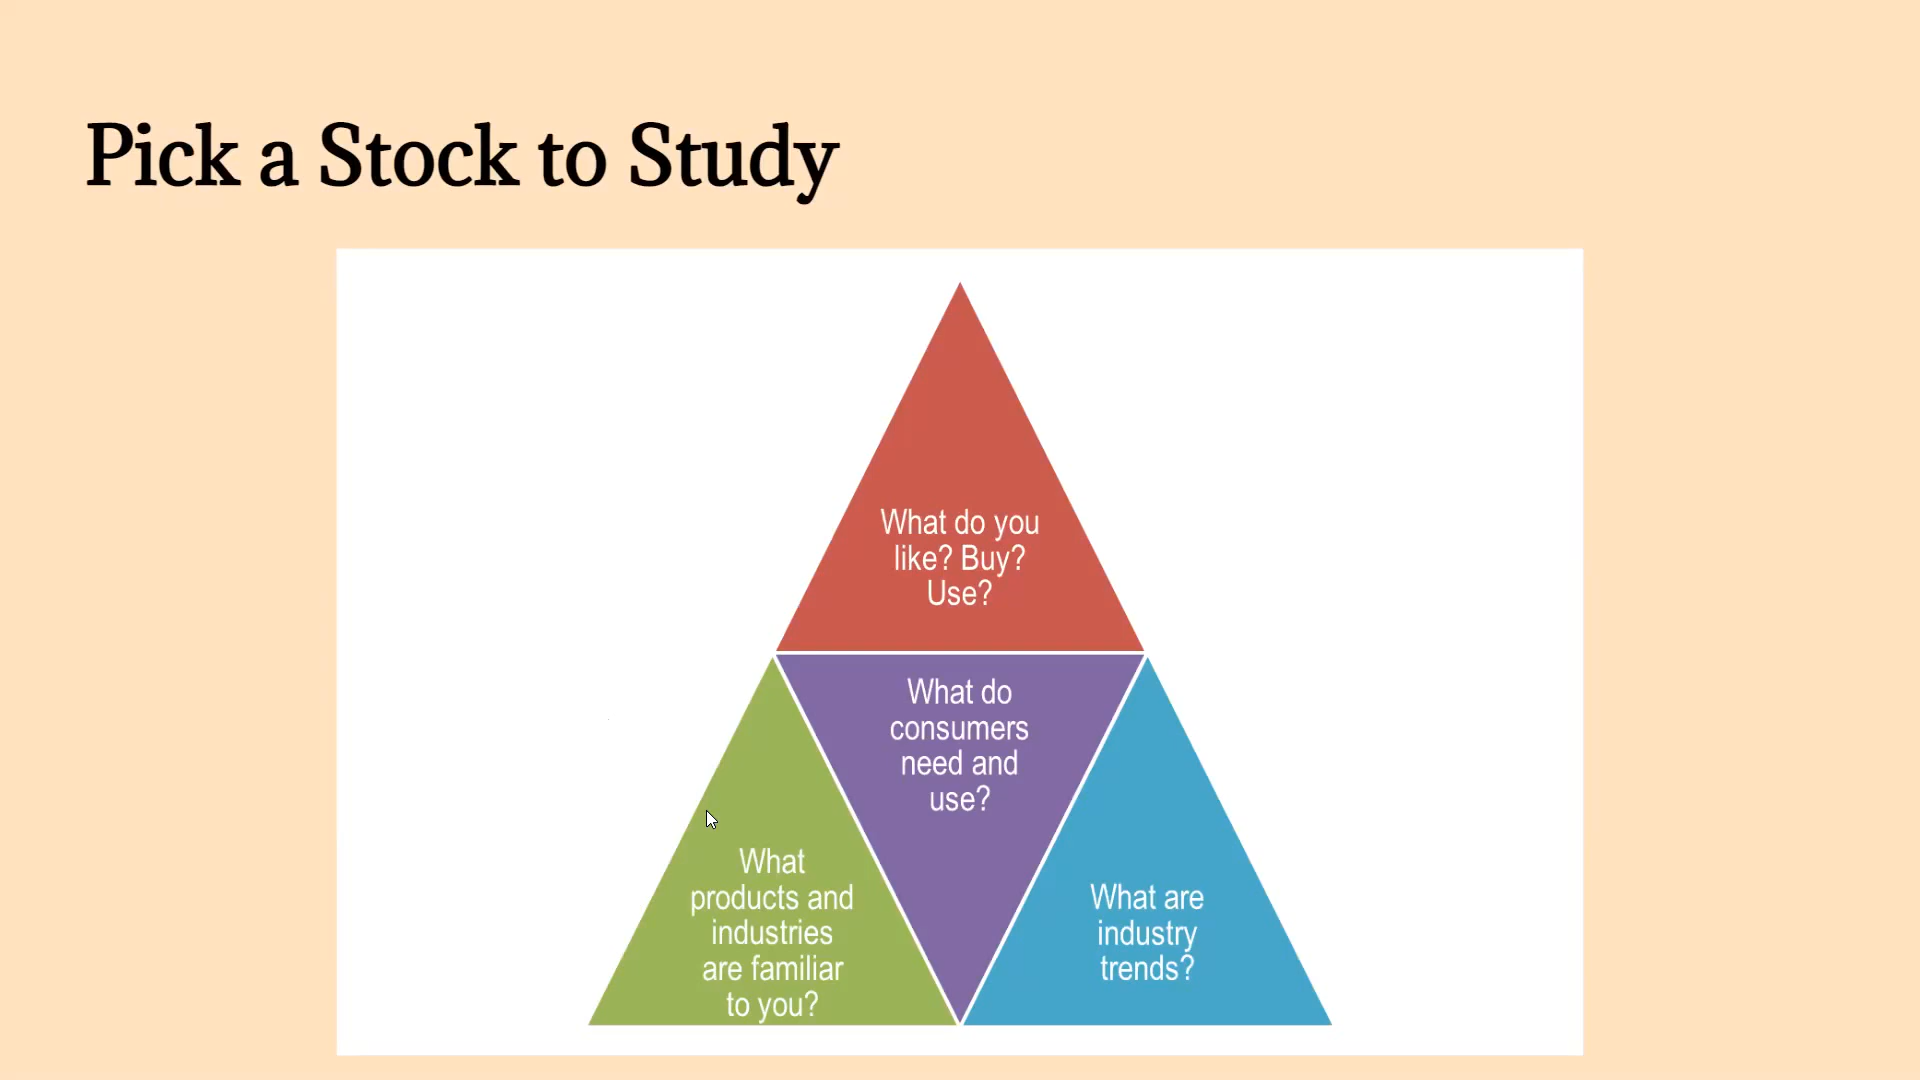 Pick a Stock to Study
What do you
like? Buy?
Use?
What do
consumers
need and
use?
What
products and
industries
are familiar
to you?
What are
industry
trends?